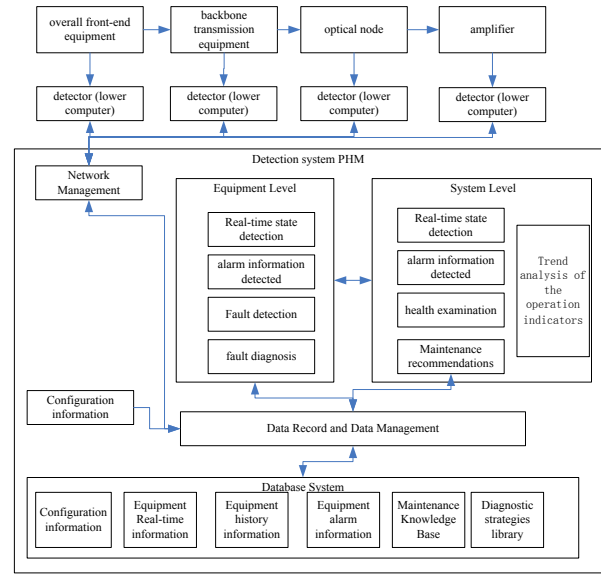 overall front-end
equipment
backbone
transmission
equipment
optical node
amplifier
detector (lower
computer)
detector (lower
computer)
detector (lower
computer)
detector (lower
computer)
Detection system PHM
Network
Management
Equipment Level
Real-time state
detection
alarm information
detected
Fault detection
fault diagnosis
System Level
Real-time state
detection
alarm information
detected
health examination
Maintenance
recommendations
Trend
analysis of
the
operation
indicators
Configuration
information
Data Record and Data Management
Database System
Configuration
information
Equipment
Real-time
information
Equipment
history
information
Equipment
alarm
information
Maintenance
Knowledge
Base
Diagnostic
strategies
library